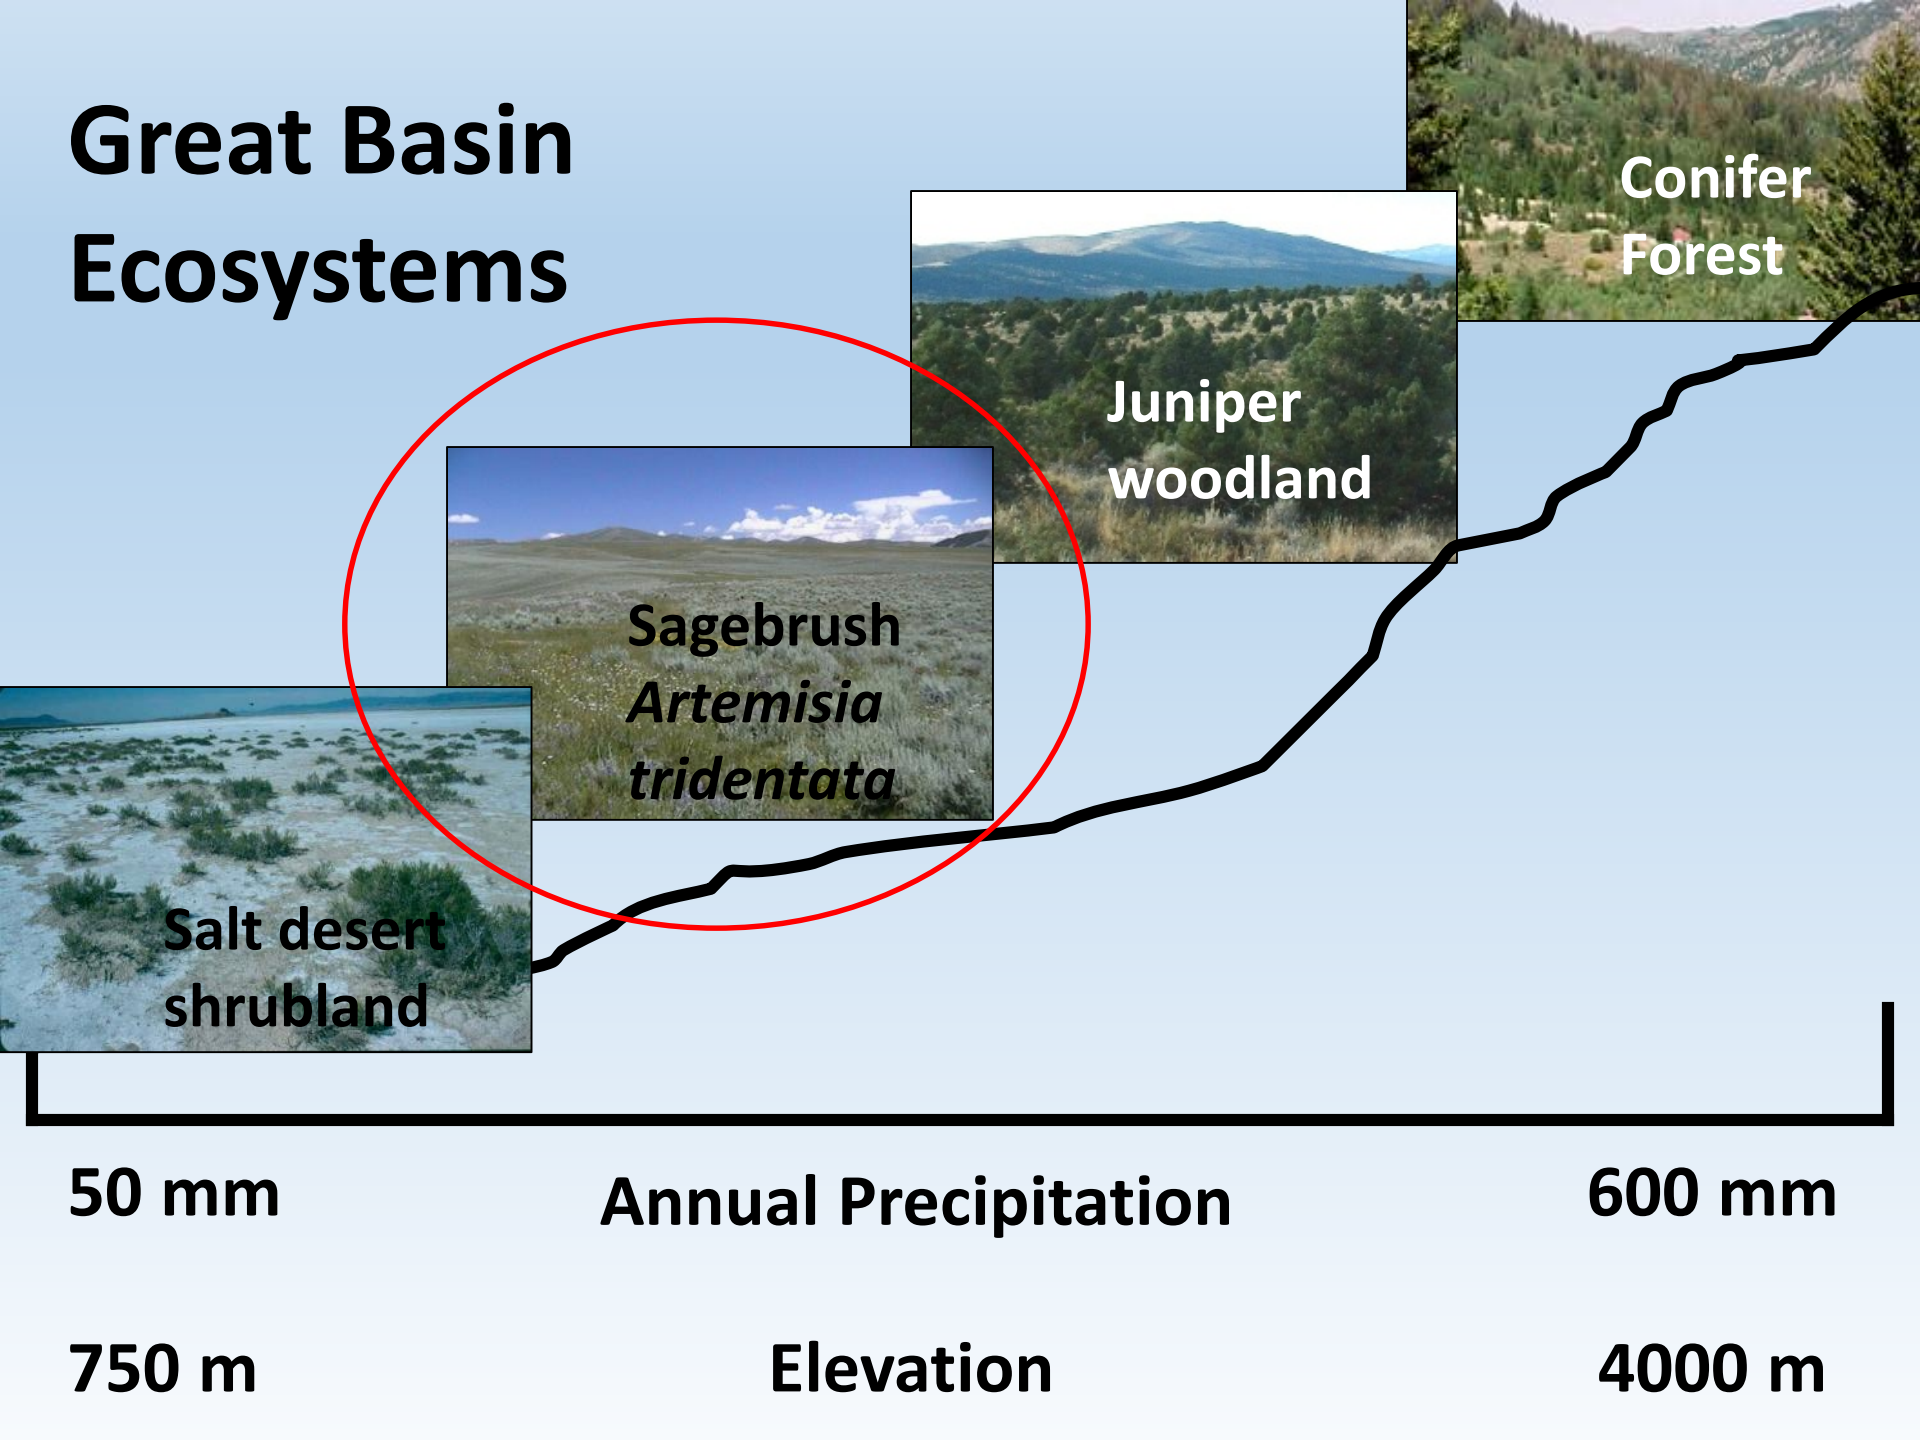 Great Basin
Ecosystems
Conifer
Forest
Juniper
woodland
Sagebrush
Artemisia
tridentata
Salt desert
shrubland
50 mm
Annual Precipitation
600 mm
750 m
Elevation
4000 m